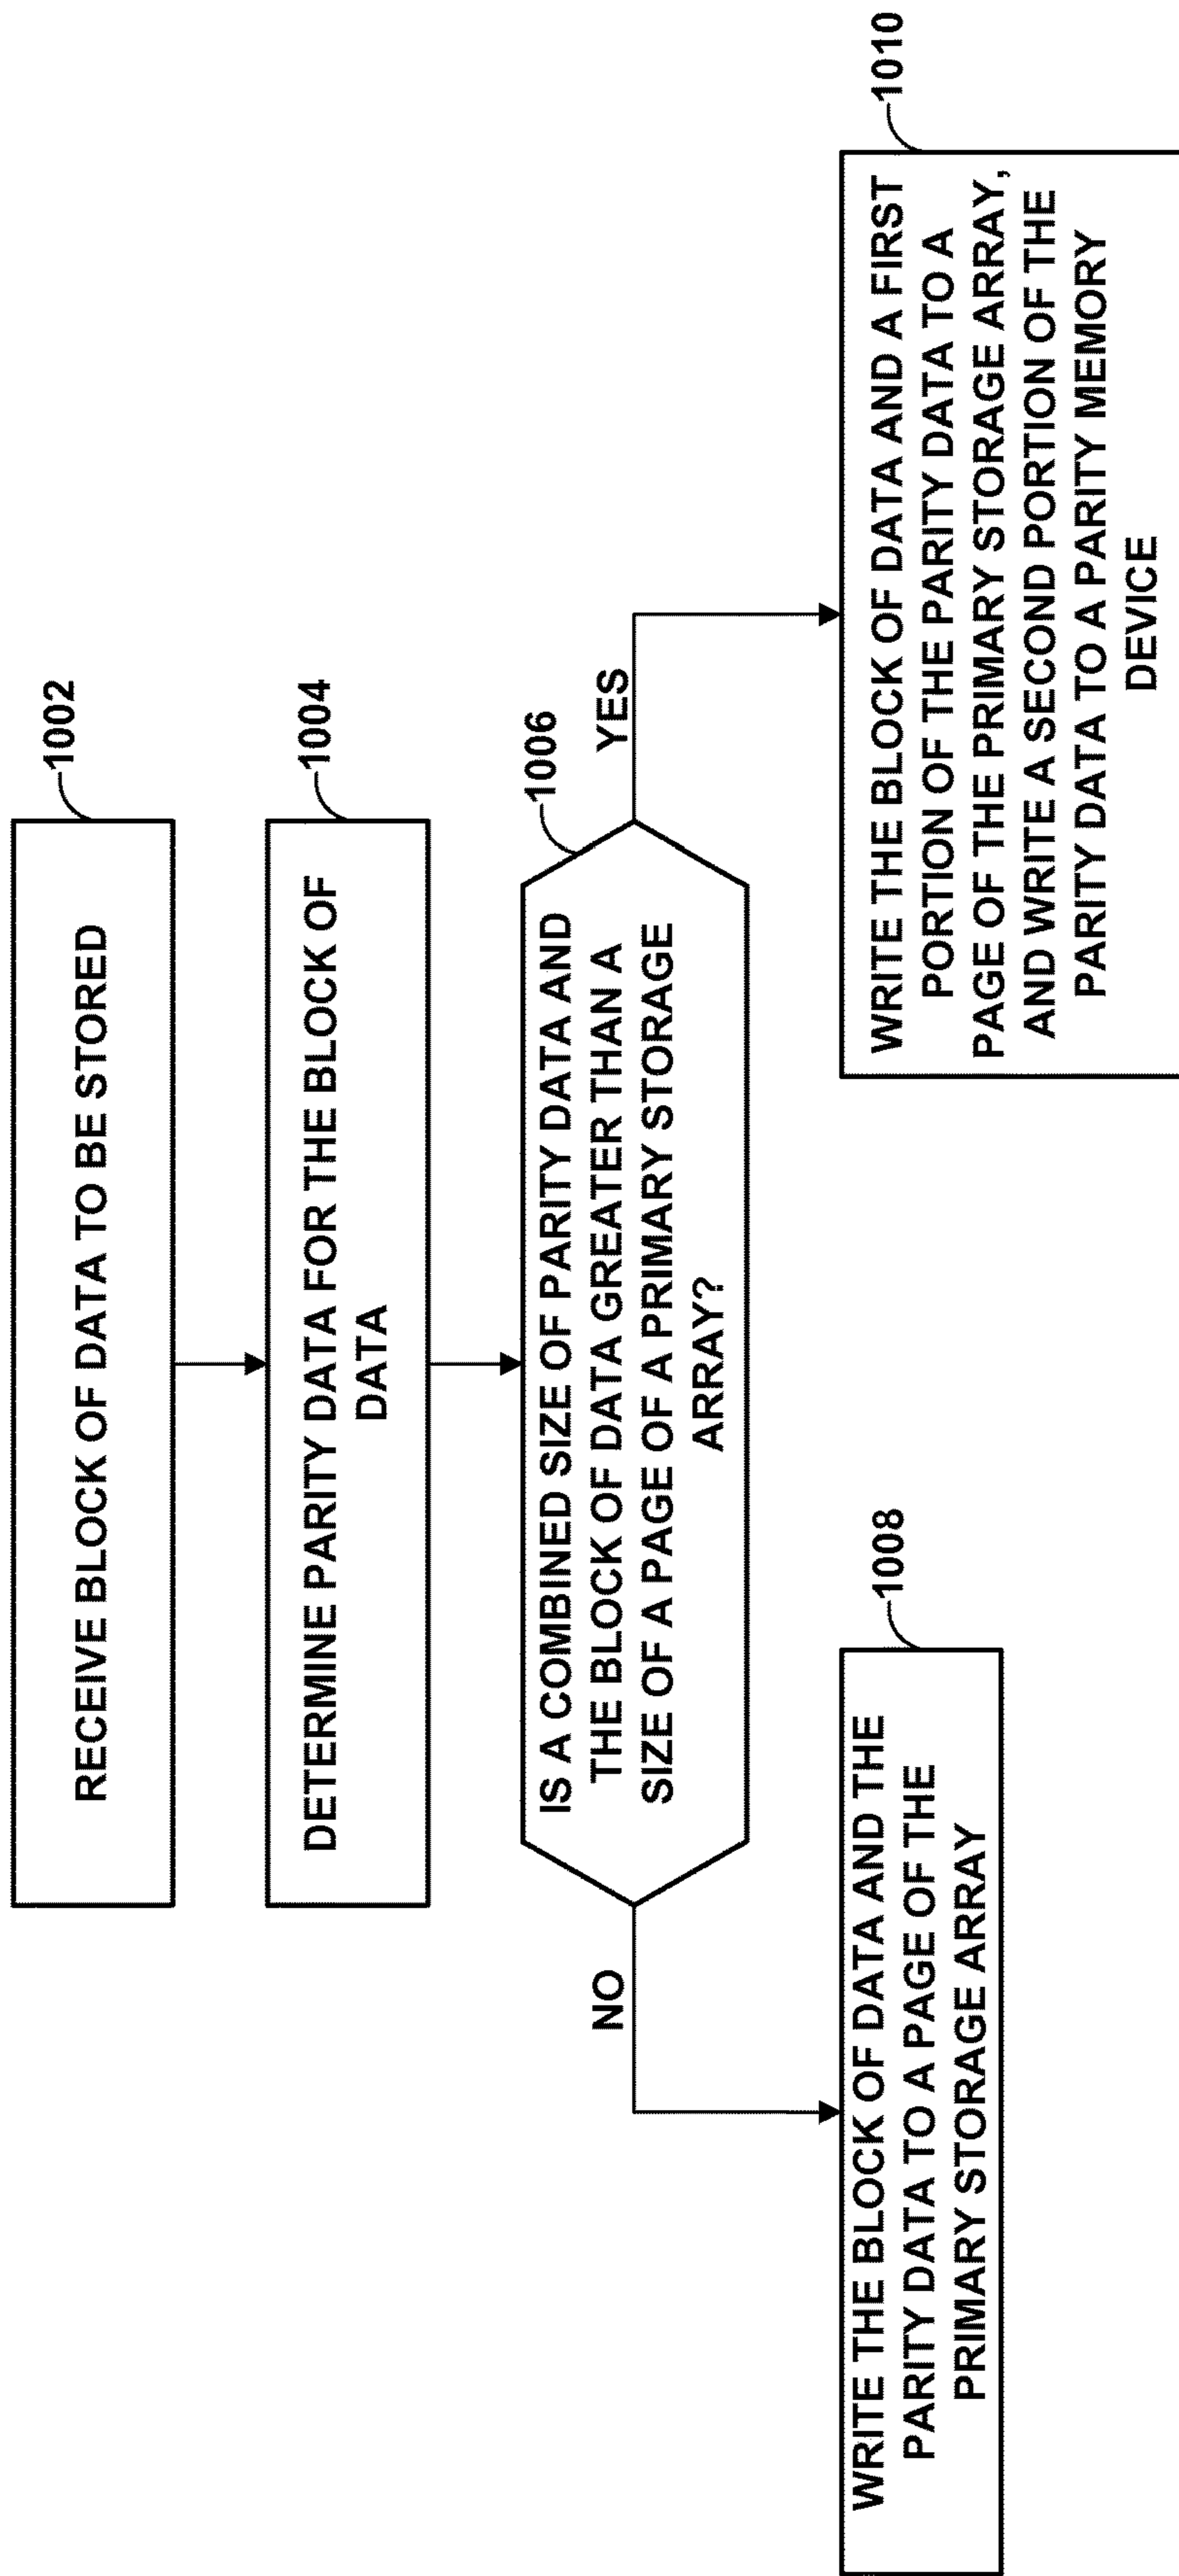 RECEIVE BLOCK OF DATA TO BE STORED
1002
DETERMINE PARITY DATA FOR THE BLOCK OF
DATA
1004
IS A COMBINED SIZE OF PARITY DATA AND
THE BLOCK OF DATA GREATER THAN A
SIZE OF A PAGE OF A PRIMARY STORAGE
ARRAY?
1006
NO
YES
WRITE THE BLOCK OF DATA AND THE
PARITY DATA TO A PAGE OF THE
PRIMARY STORAGE ARRAY
1008
WRITE THE BLOCK OF DATA AND A FIRST
PORTION OF THE PARITY DATA TO A
PAGE OF THE PRIMARY STORAGE ARRAY,
AND WRITE A SECOND PORTION OF THE
PARITY DATA TO A PARITY MEMORY
DEVICE
1010